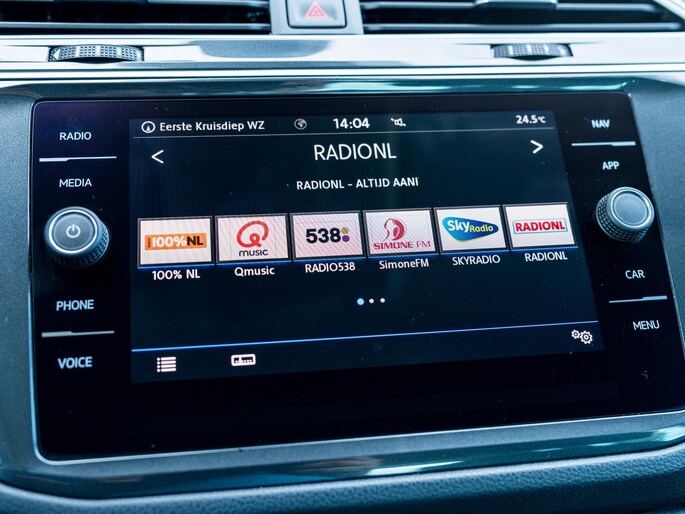 RADIO
MEDIA
PHONE
VOICE
Eerste Kruisdiep WZ 14:04 24.5°C
RADIONL
RADIONL - ALTIJD AAN!
100%NL
Q
MUSIC
538
SIMONE FM
Sky Radio
RADIONL
100% NL Qmusic RADIO538 SimoneFM SKYRADIO RADIONL
NAV
APP
CAR
MENU